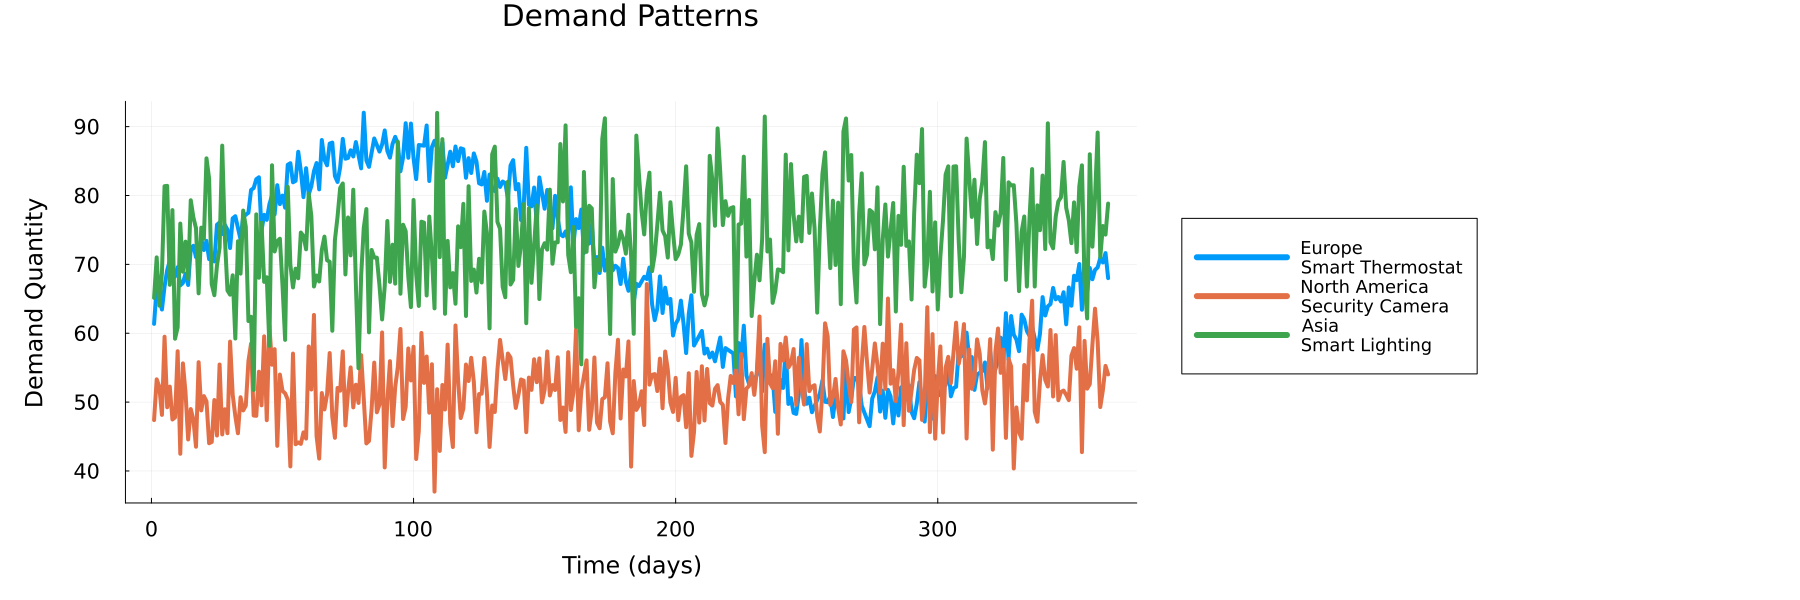 Demand Patterns
Demand Quantity
90
80
70
60
50
40
0
100
200
300
Time (days)
Europe
Smart Thermostat
North America
Security Camera
Asia
Smart Lighting